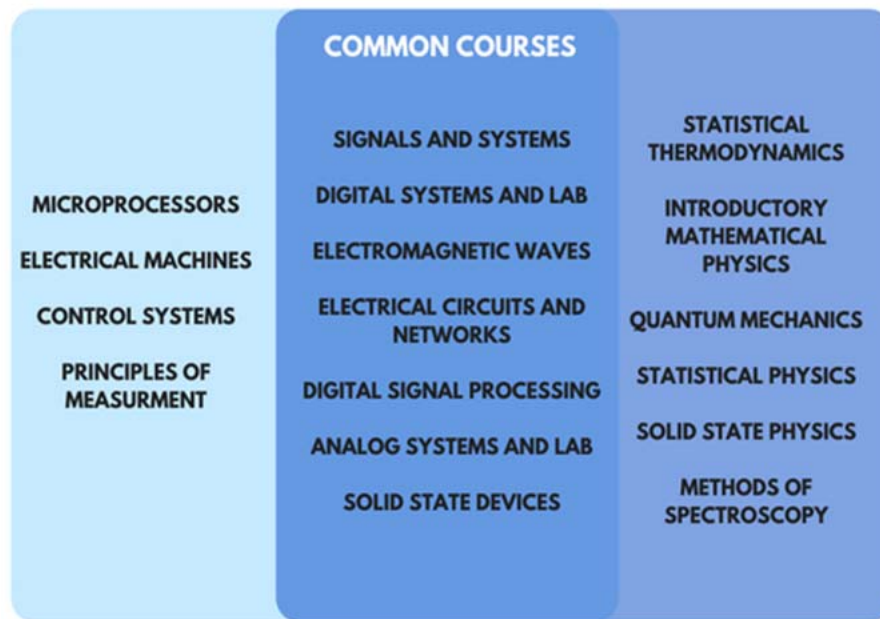 COMMON COURSES
MICROPROCESSORS
ELECTRICAL MACHINES
CONTROL SYSTEMS
PRINCIPLES OF
MEASURMENT
SIGNALS AND SYSTEMS
DIGITAL SYSTEMS AND LAB
ELECTROMAGNETIC WAVES
ELECTRICAL CIRCUITS AND
NETWORKS
DIGITAL SIGNAL PROCESSING
ANALOG SYSTEMS AND LAB
SOLID STATE DEVICES
STATISTICAL
THERMODYNAMICS
INTRODUCTORY
MATHEMATICAL
PHYSICS
QUANTUM MECHANICS
STATISTICAL PHYSICS
SOLID STATE PHYSICS
METHODS OF
SPECTROSCOPY